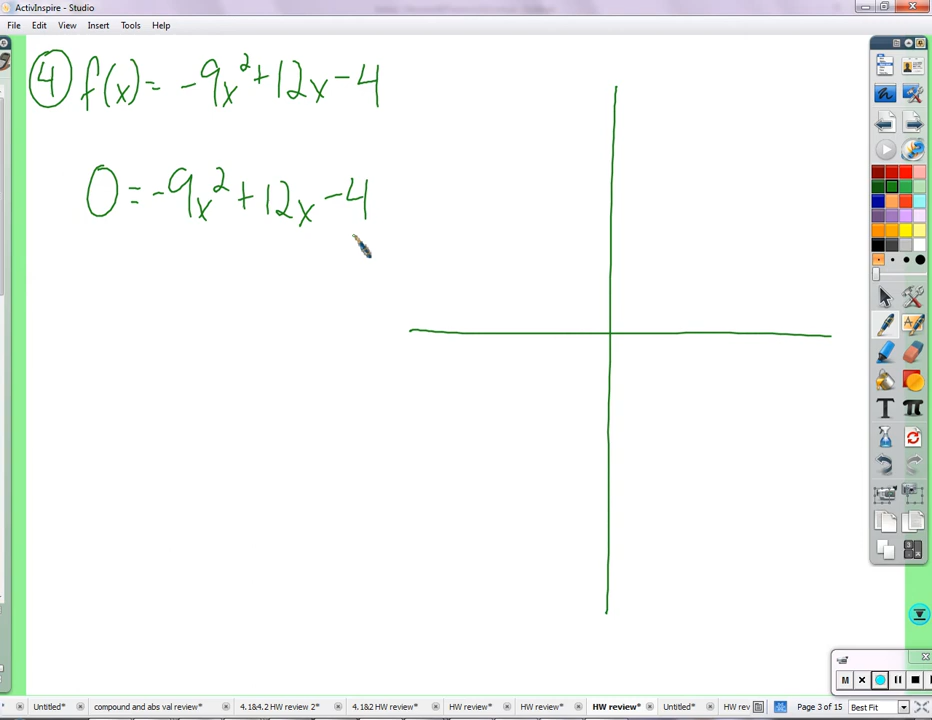 ActivInspire - Studio
File Edit View Insert Tools Help
④ f(x) = -9x²+12x-4
0 = -9x²+12x-4
T π
M
Untitled* compound and abs val review* 4.1&4.2 HW review 2* 4.1&2 HW review* HW review* HW review* HW review* Untitled* HW rev Page 3 of 15 Best Fit